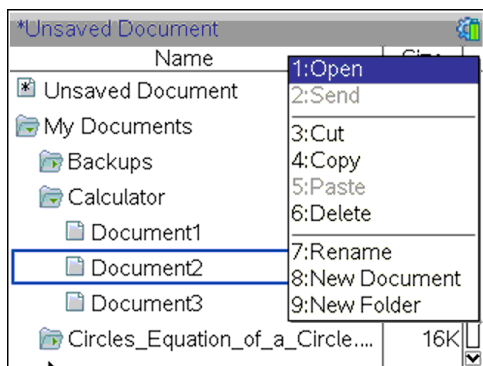 *Unsaved Document
Name
Unsaved Document
My Documents
Backups
Calculator
Document1
Document2
Document3
Circles_Equation_of_a_Circle.... 16K
1:Open
2:Send
3:Cut
4:Copy
5:Paste
6:Delete
7:Rename
8:New Document
9:New Folder